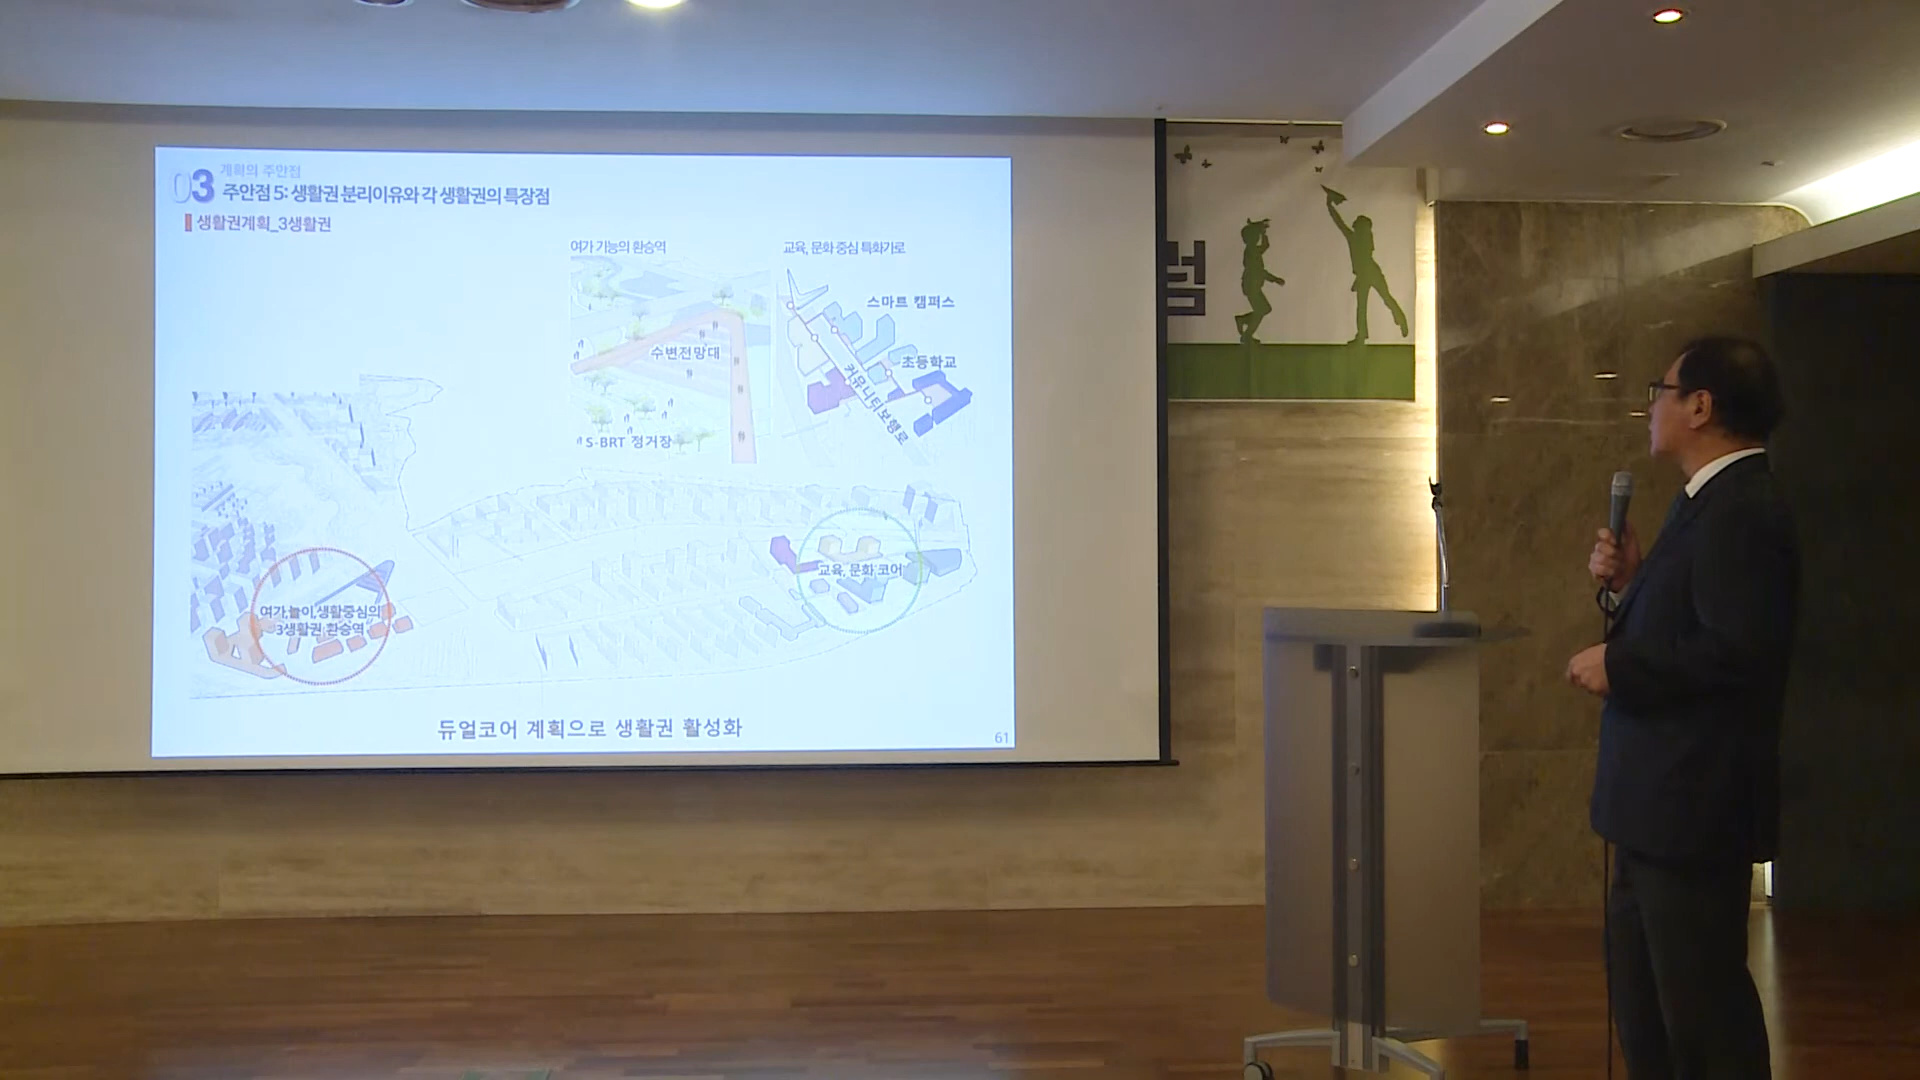 03
계획의 주안점
주안점 5: 생활권 분리이유와 각 생활권의 특장점
생활권계획_3생활권
여가 기능의 환승역
교육, 문화 중심 특화가로
스마트 캠퍼스
수변전망대
초등학교
커뮤니티보행로
S-BRT 정거장
교육, 문화 코어
여가,놀이,생활중심의
3생활권 환승역
듀얼코어 계획으로 생활권 활성화
61
럼